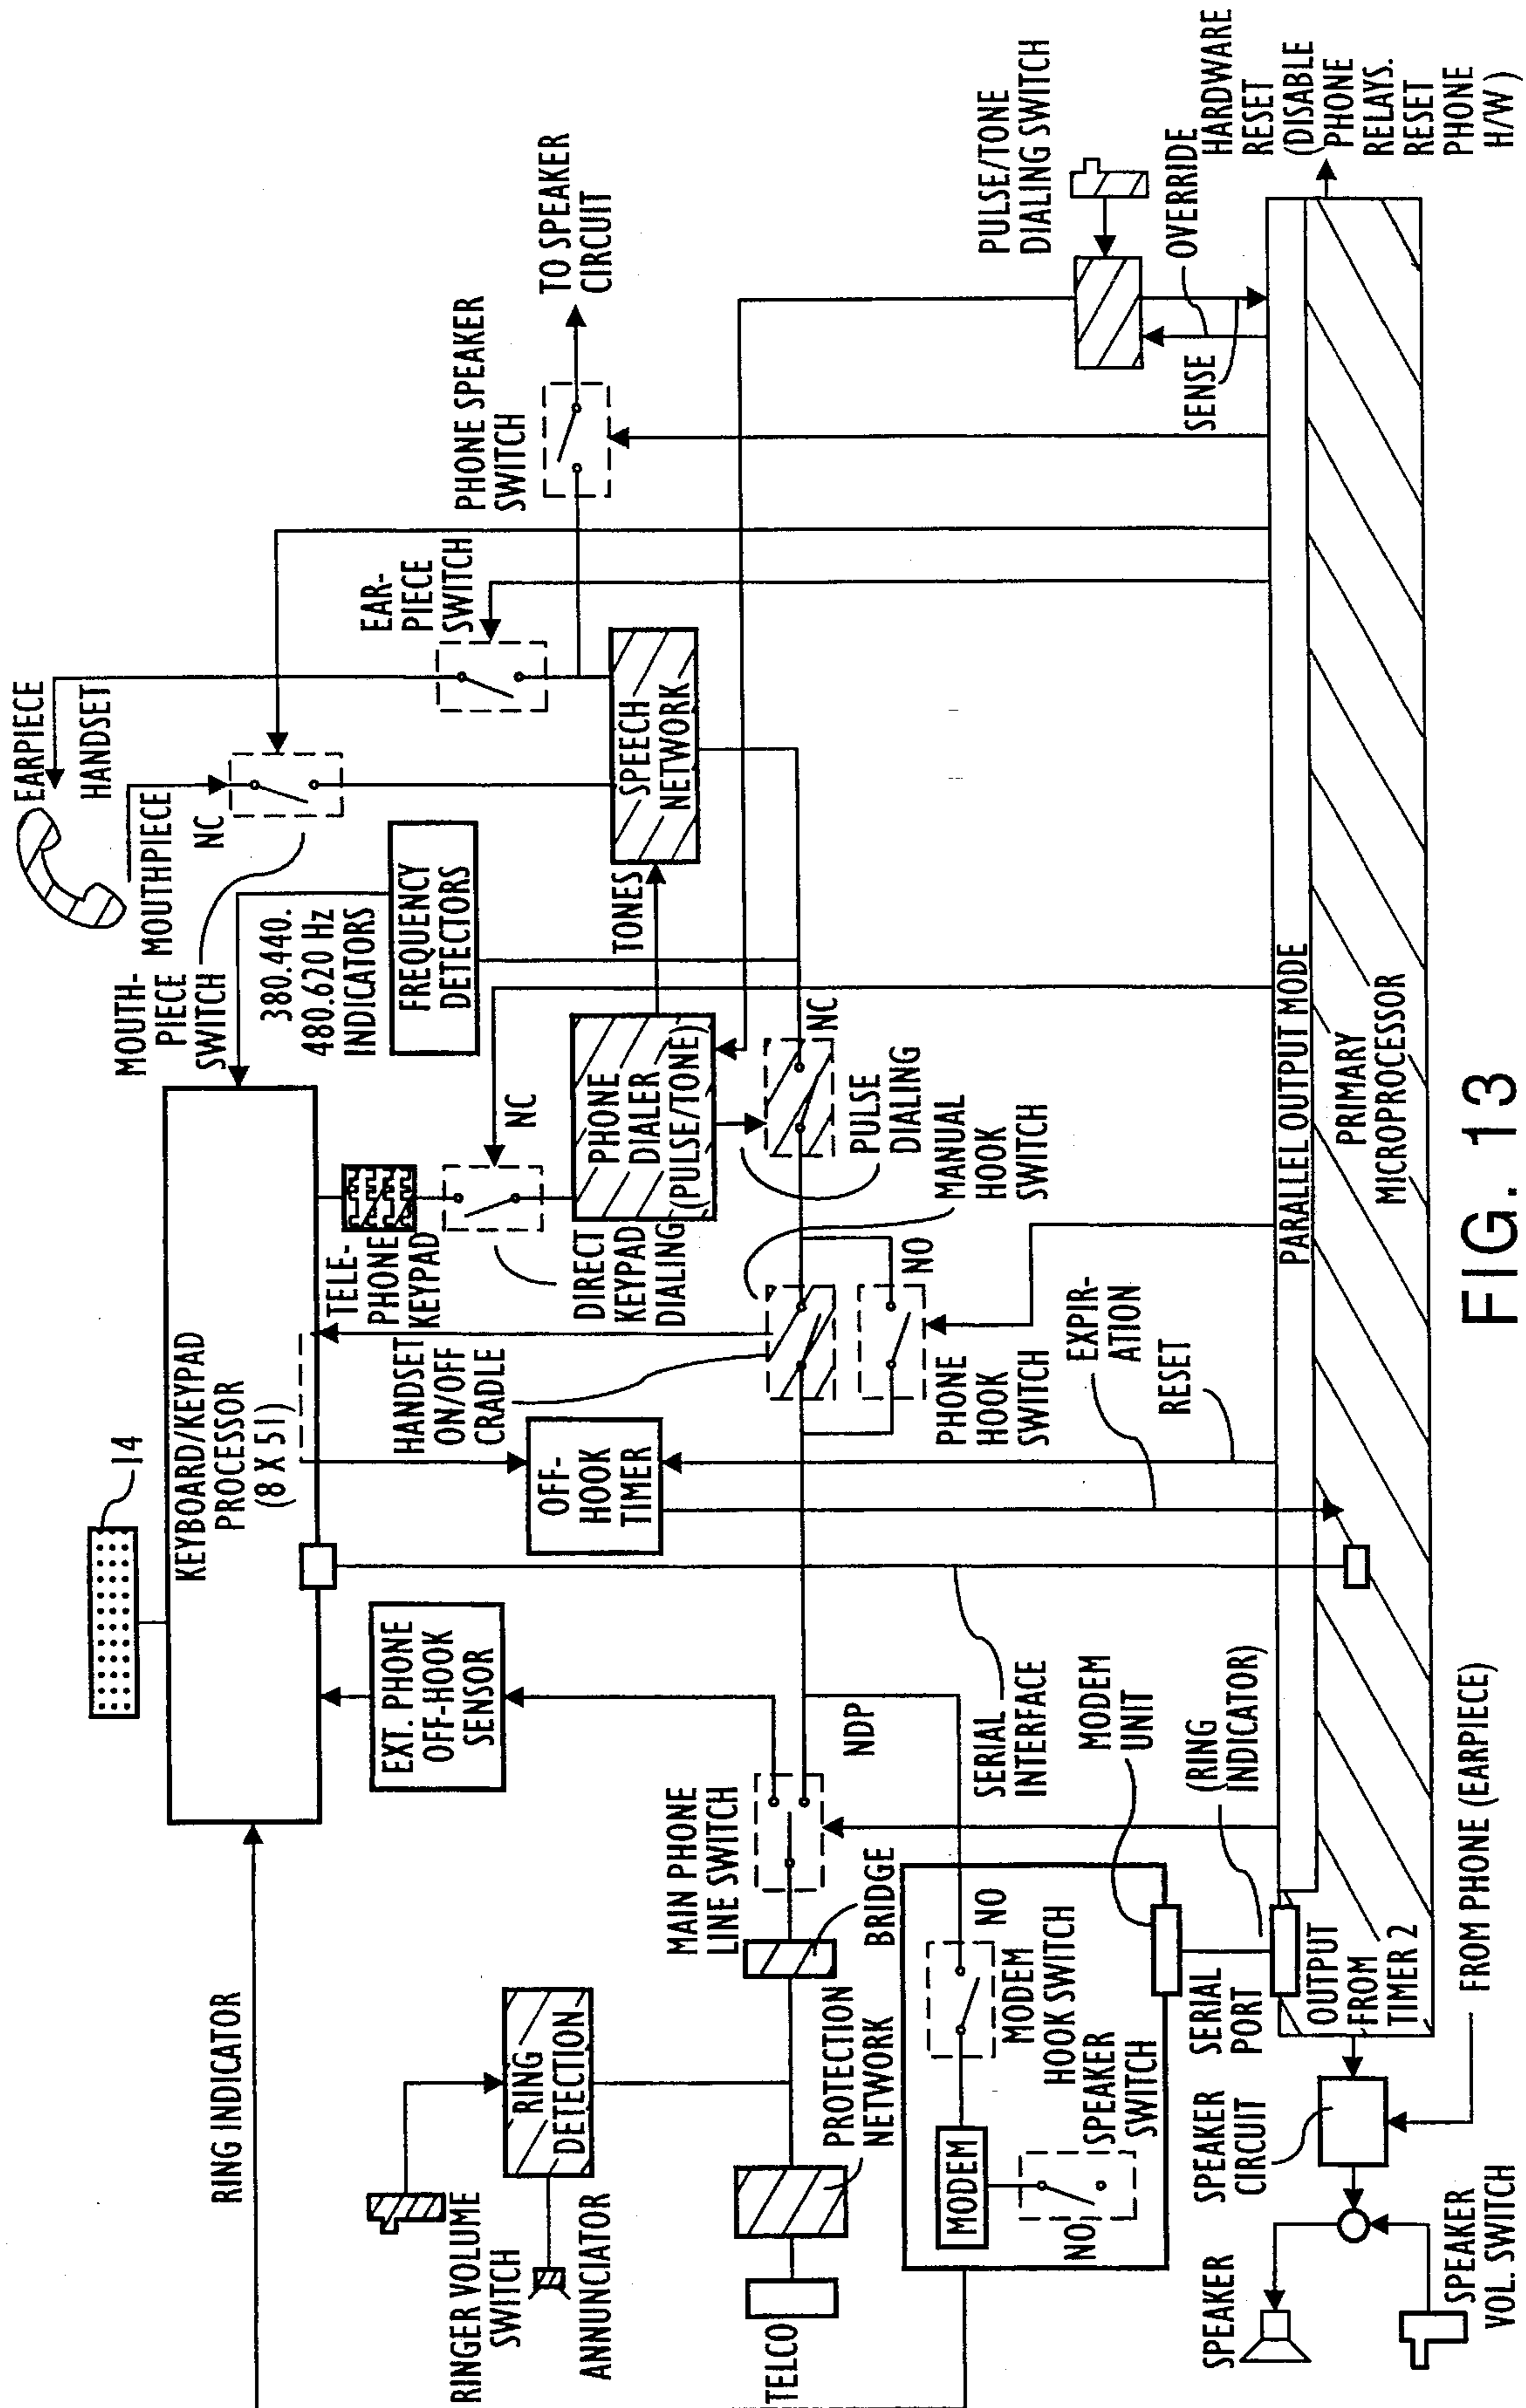 14
KEYBOARD/KEYPAD
PROCESSOR
(8 X 51)
RING INDICATOR
RINGER VOLUME
SWITCH
ANNUNCIATOR
RING
DETECTION
TELCO
PROTECTION
NETWORK
BRIDGE
MAIN PHONE
LINE SWITCH
EXT. PHONE
OFF-HOOK
SENSOR
NDP
OFF-
HOOK
TIMER
HANDSET
ON/OFF
CRADLE
TELE-
PHONE
KEYPAD
NC
DIRECT
KEYPAD
DIALING
PHONE
DIALER
(PULSE/TONE)
TONES
MOUTH-
PIECE
SWITCH
380.440.
480.620 Hz
INDICATORS
FREQUENCY
DETECTORS
MOUTHPIECE
NC
EARPIECE
HANDSET
EAR-
PIECE
SWITCH
SPEECH
NETWORK
PHONE SPEAKER
SWITCH
TO SPEAKER
CIRCUIT
NC
PULSE
DIALING
MANUAL
HOOK
SWITCH
NO
PHONE
HOOK
SWITCH
EXPIR-
ATION
RESET
SERIAL
INTERFACE
MODEM
UNIT
(RING
INDICATOR)
NO
MODEM
HOOK SWITCH
MODEM
SPEAKER
SWITCH
NO
SERIAL
PORT
OUTPUT
FROM
TIMER 2
SPEAKER
CIRCUIT
SPEAKER
SPEAKER
VOL. SWITCH
FROM PHONE (EARPIECE)
PULSE/TONE
DIALING SWITCH
OVERRIDE
SENSE
HARDWARE
RESET
(DISABLE
PHONE
RELAYS.
RESET
PHONE
H/W)
PARALLEL OUTPUT MODE
PRIMARY
MICROPROCESSOR
FIG. 13